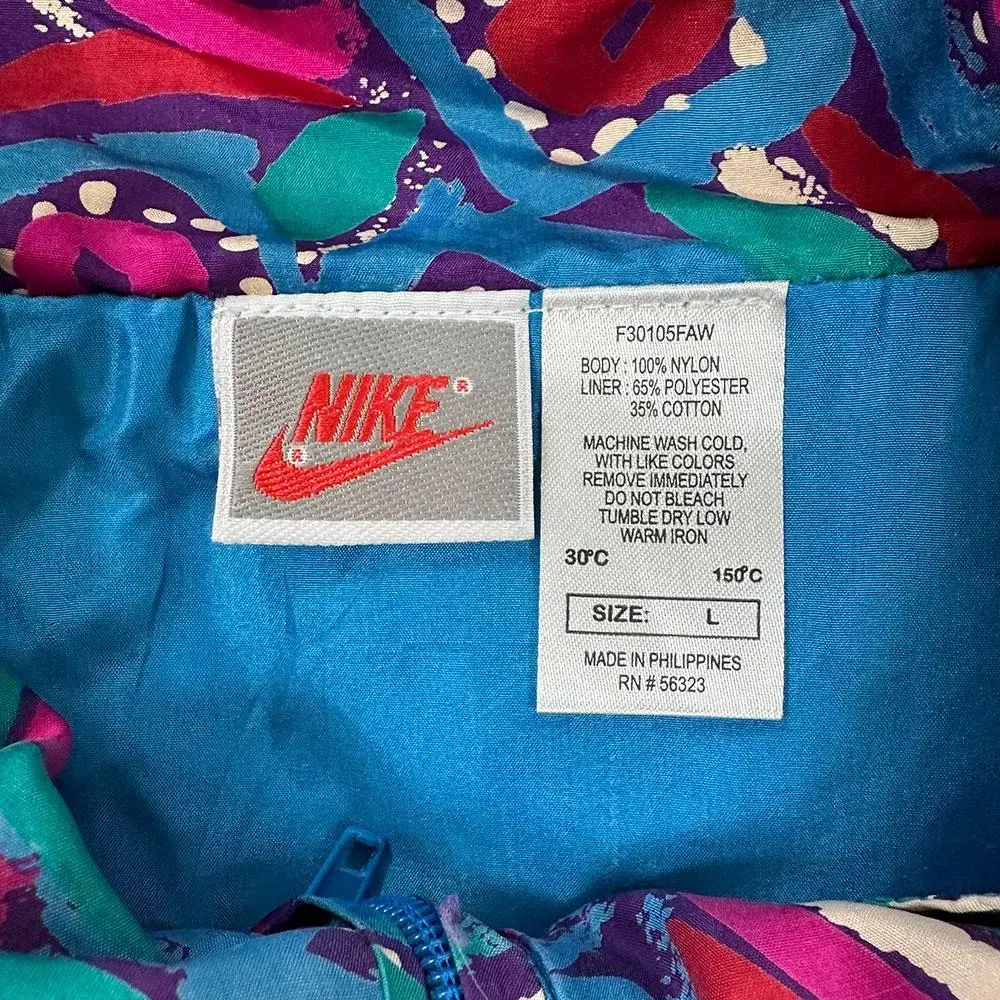 NIKE®
®
F30105FAW
BODY : 100% NYLON
LINER : 65% POLYESTER
35% COTTON
MACHINE WASH COLD,
WITH LIKE COLORS
REMOVE IMMEDIATELY
DO NOT BLEACH
TUMBLE DRY LOW
WARM IRON
30°C
150°C
SIZE: L
MADE IN PHILIPPINES
RN # 56323